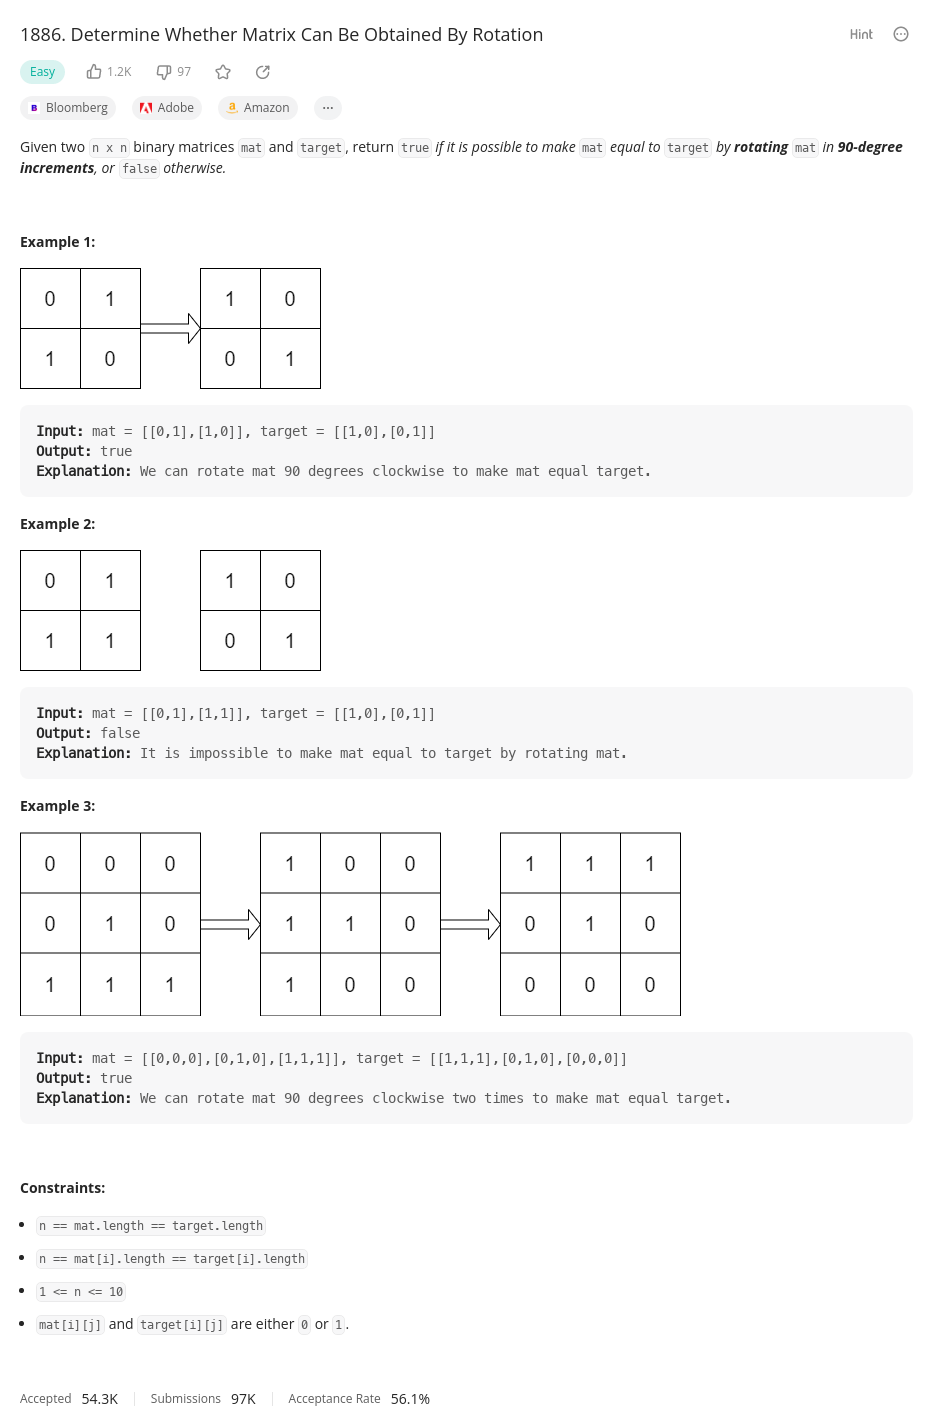 1886. Determine Whether Matrix Can Be Obtained By Rotation
Hint
Easy 1.2K 97
Bloomberg Adobe Amazon ...
Given two n x n binary matrices mat and target, return true if it is possible to make mat equal to target by rotating mat in 90-degree
increments, or false otherwise.
Example 1:
0 1 1 0
1 0 0 1
Input: mat = [[0,1],[1,0]], target = [[1,0],[0,1]]
Output: true
Explanation: We can rotate mat 90 degrees clockwise to make mat equal target.
Example 2:
0 1 1 0
1 1 0 1
Input: mat = [[0,1],[1,1]], target = [[1,0],[0,1]]
Output: false
Explanation: It is impossible to make mat equal to target by rotating mat.
Example 3:
0 0 0 1 0 0 1 1 1
0 1 0 1 1 0 0 1 0
1 1 1 1 0 0 0 0 0
Input: mat = [[0,0,0],[0,1,0],[1,1,1]], target = [[1,1,1],[0,1,0],[0,0,0]]
Output: true
Explanation: We can rotate mat 90 degrees clockwise two times to make mat equal target.
Constraints:
• n == mat.length == target.length
• n == mat[i].length == target[i].length
• 1 <= n <= 10
• mat[i][j] and target[i][j] are either 0 or 1.
Accepted 54.3K Submissions 97K Acceptance Rate 56.1%